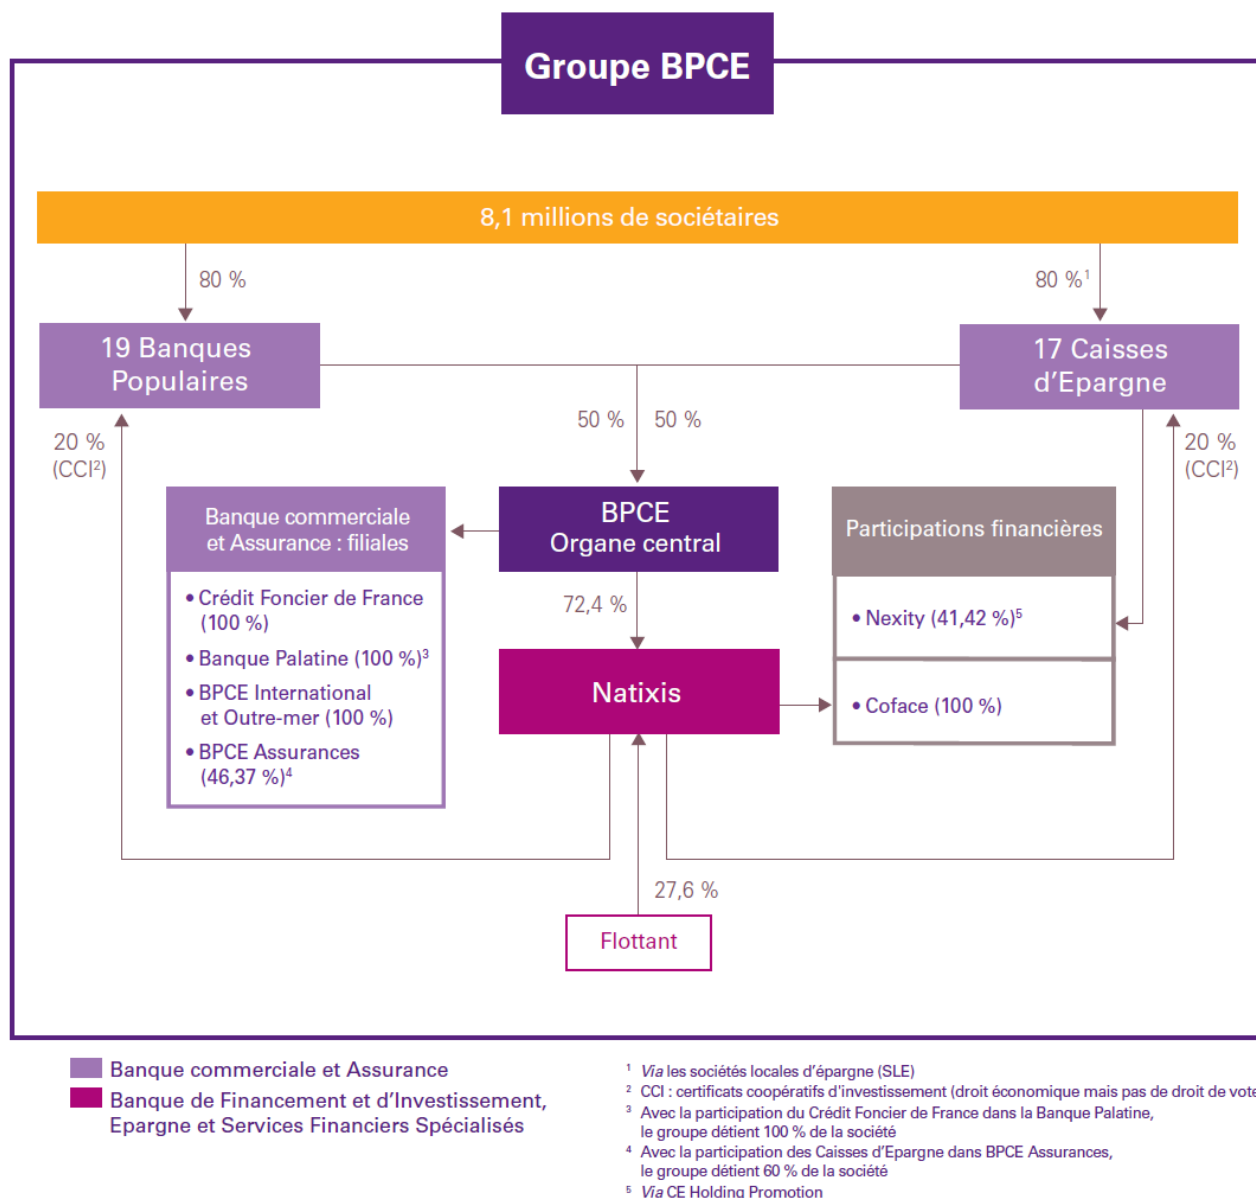 Groupe BPCE
8,1 millions de sociétaires
80 %
80 %¹
19 Banques
Populaires
17 Caisses
d'Epargne
50 %
50 %
20 %
(CCI²)
20 %
(CCI²)
Banque commerciale
et Assurance : filiales
BPCE
Organe central
Participations financières
• Crédit Foncier de France
(100 %)
• Banque Palatine (100 %)³
• BPCE International
et Outre-mer (100 %)
• BPCE Assurances
(46,37 %)⁴
72,4 %
Natixis
• Nexity (41,42 %)⁵
• Coface (100 %)
27,6 %
Flottant
Banque commerciale et Assurance
Banque de Financement et d'Investissement,
Epargne et Services Financiers Spécialisés
¹ Via les sociétés locales d'épargne (SLE)
² CCI : certificats coopératifs d'investissement (droit économique mais pas de droit de vote
³ Avec la participation du Crédit Foncier de France dans la Banque Palatine,
le groupe détient 100 % de la société
⁴ Avec la participation des Caisses d'Epargne dans BPCE Assurances,
le groupe détient 60 % de la société
⁵ Via CE Holding Promotion